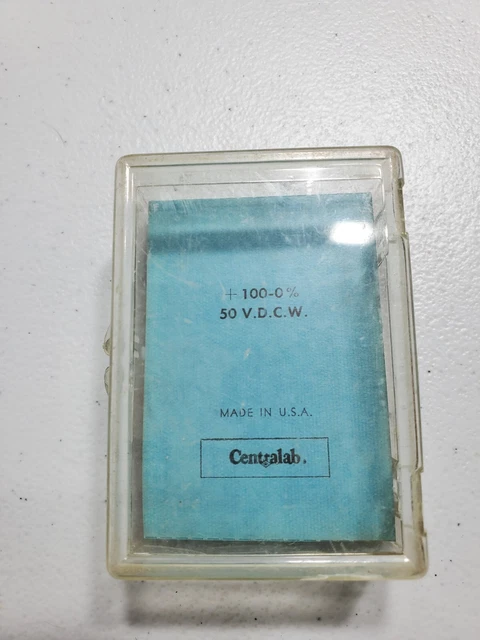 +100-0%
50 V.D.C.W.
MADE IN U.S.A.
Centralab.